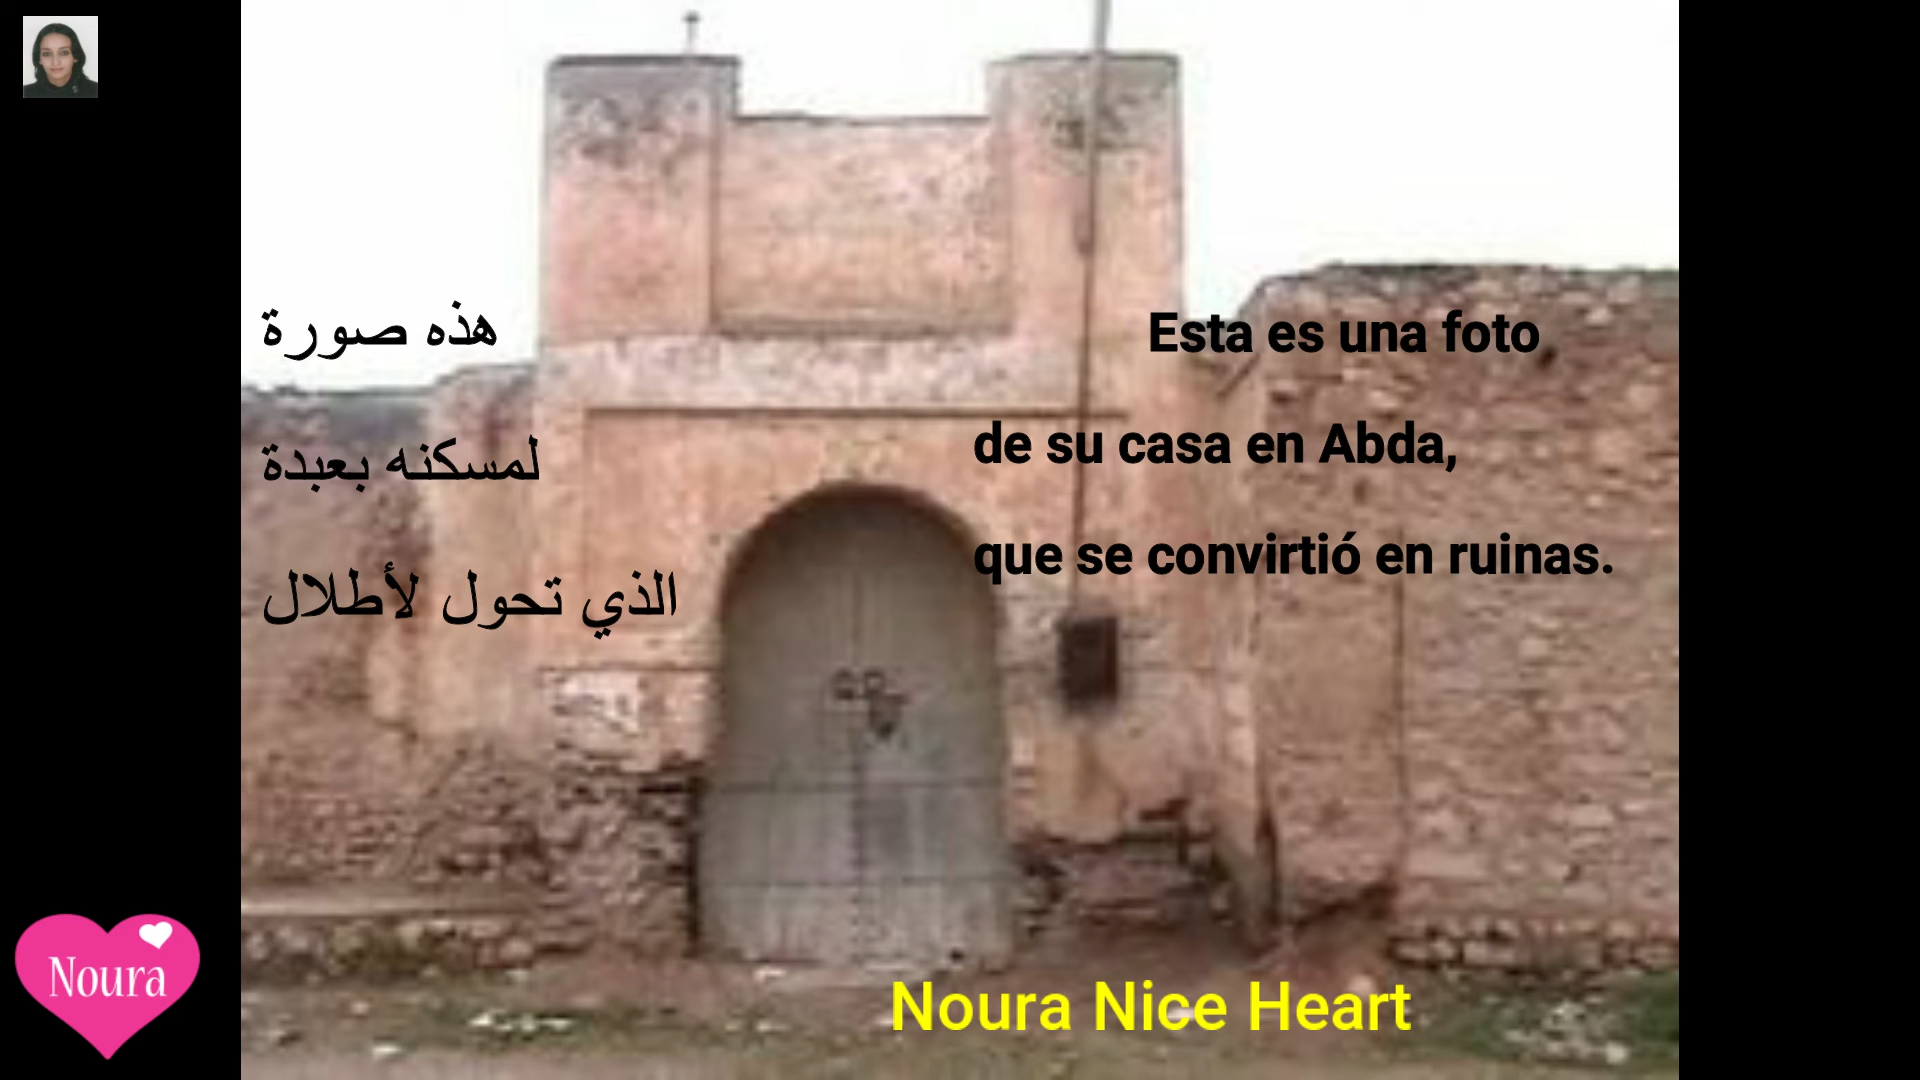 هذه صورة
لمسكنه بعبدة
الذي تحول لأطلال
Esta es una foto
de su casa en Abda,
que se convirtió en ruinas.
Noura
Noura Nice Heart